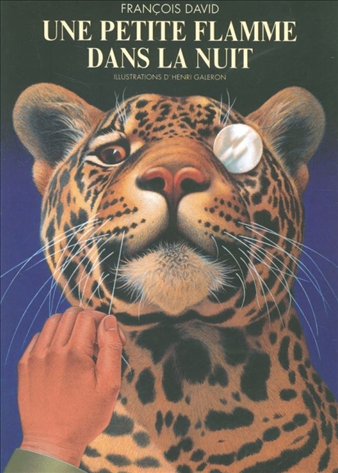 FRANÇOIS DAVID
UNE PETITE FLAMME
DANS LA NUIT
ILLUSTRATIONS D'HENRI GALERON